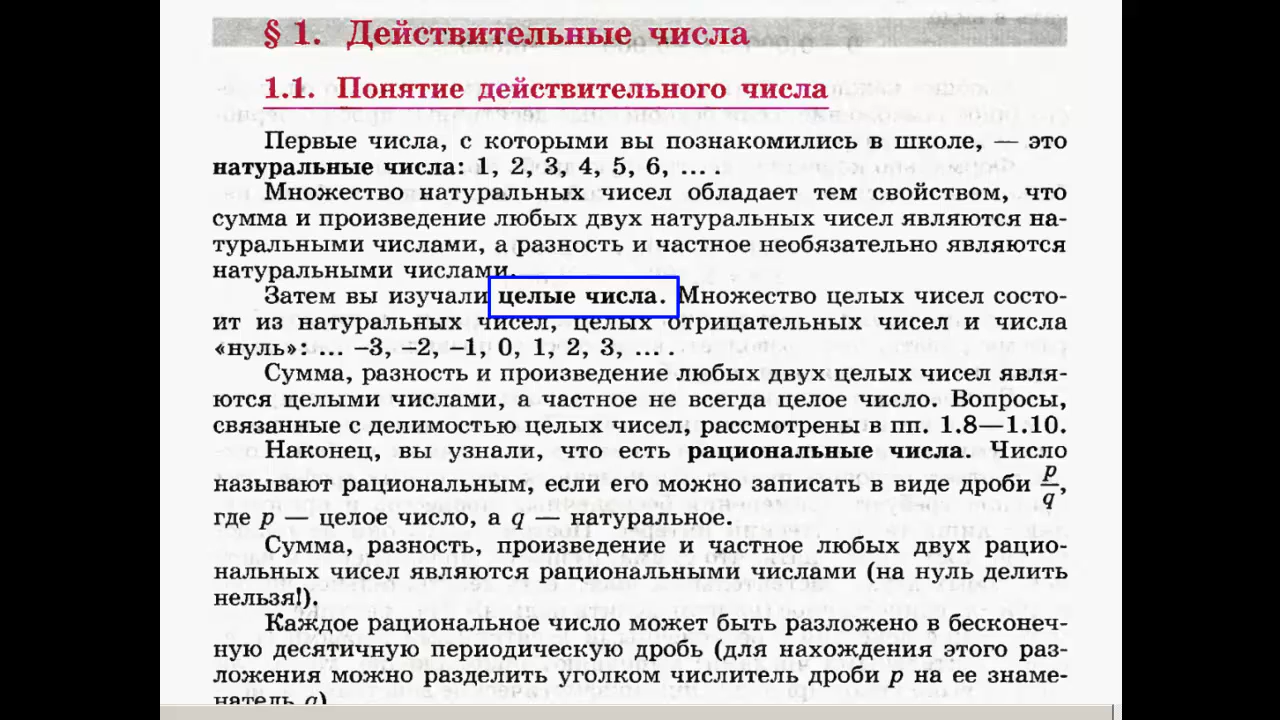 § 1. Действительные числа
1.1. Понятие действительного числа
Первые числа, с которыми вы познакомились в школе, — это
натуральные числа: 1, 2, 3, 4, 5, 6, ... .
Множество натуральных чисел обладает тем свойством, что
сумма и произведение любых двух натуральных чисел являются на-
туральными числами, а разность и частное необязательно являются
натуральными числами.
Затем вы изучали целые числа. Множество целых чисел состо-
ит из натуральных чисел, целых отрицательных чисел и числа
«нуль»: ... –3, –2, –1, 0, 1, 2, 3, ... .
Сумма, разность и произведение любых двух целых чисел явля-
ются целыми числами, а частное не всегда целое число. Вопросы,
связанные с делимостью целых чисел, рассмотрены в пп. 1.8—1.10.
Наконец, вы узнали, что есть рациональные числа. Число
называют рациональным, если его можно записать в виде дроби p/q,
где p — целое число, а q — натуральное.
Сумма, разность, произведение и частное любых двух рацио-
нальных чисел являются рациональными числами (на нуль делить
нельзя!).
Каждое рациональное число может быть разложено в бесконеч-
ную десятичную периодическую дробь (для нахождения этого раз-
ложения можно разделить уголком числитель дроби p на ее знаме-
натель q)